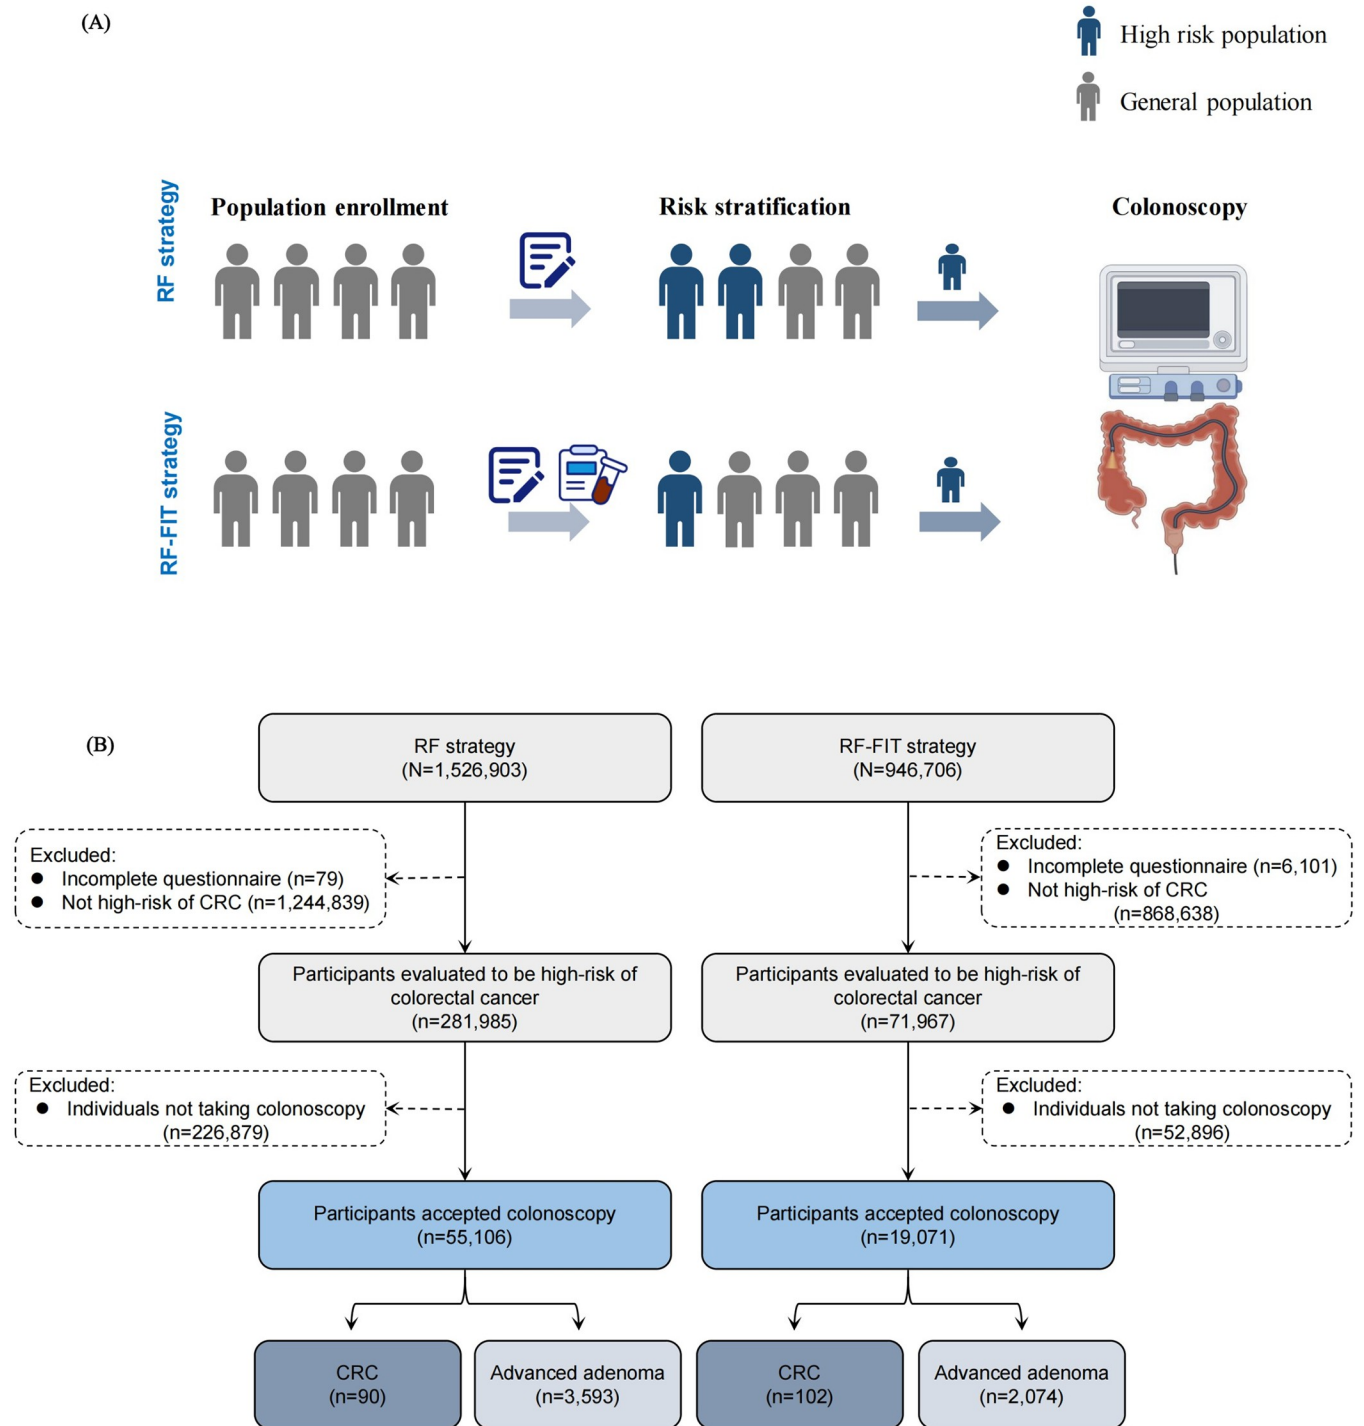 (A)
High risk population
General population
RF strategy
Population enrollment
Risk stratification
Colonoscopy
RF-FIT strategy
(B)
RF strategy
(N=1,526,903)
RF-FIT strategy
(N=946,706)
Excluded:
● Incomplete questionnaire (n=79)
● Not high-risk of CRC (n=1,244,839)
Excluded:
● Incomplete questionnaire (n=6,101)
● Not high-risk of CRC
(n=868,638)
Participants evaluated to be high-risk of
colorectal cancer
(n=281,985)
Participants evaluated to be high-risk of
colorectal cancer
(n=71,967)
Excluded:
● Individuals not taking colonoscopy
(n=226,879)
Excluded:
● Individuals not taking colonoscopy
(n=52,896)
Participants accepted colonoscopy
(n=55,106)
Participants accepted colonoscopy
(n=19,071)
CRC
(n=90)
Advanced adenoma
(n=3,593)
CRC
(n=102)
Advanced adenoma
(n=2,074)